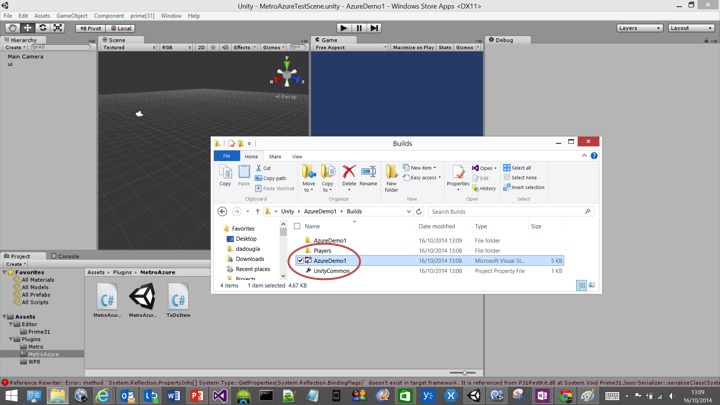 Unity - MetroAzureTestScene.unity - AzureDemo1 - Windows Store Apps <DX11>
File Edit Assets GameObject Component prime[31] Window Help
Pivot Local Layers Layout
Hierarchy Scene Game Debug
Create All Textured RGB 2D Effects Gizmos Free Aspect Maximize on Play Stats Gizmos
Main Camera
ui
y
x
z
Persp
Builds
File Home Share View
Copy Paste Cut
Copy path
Paste shortcut
Move to Copy to Delete Rename
New folder
New item
Easy access
Properties
Open
Edit
History
Select all
Select none
Invert selection
Clipboard Organize New Open Select
Unity AzureDemo1 Builds Search Builds
Favorites
Desktop
dadougla
Downloads
Recent places
Projects
Name Date modified Type Size
AzureDemo1 16/10/2014 13:09 File folder
Players 16/10/2014 13:08 File folder
AzureDemo1 16/10/2014 13:08 Microsoft Visual St... 5 KB
UnityCommon 16/10/2014 13:08 Project Property File 1 KB
4 items 1 item selected 4.67 KB
Project Console
Create
Favorites
All Materials
All Models
All Prefabs
All Scripts
Assets
Editor
Prime31
Plugins
Metro
MetroAzure
WP8
Assets Plugins MetroAzure
MetroAzur... MetroAzur... ToDoItem
Reference Rewriter: Error: method `System.Reflection.PropertyInfo[] System.Type::GetProperties(System.Reflection.BindingFlags)` doesn't exist in target framework. It is referenced from P31RestKit.dll at System.Void Prime31.Json/Serializer::serializeClass(Syst
13:09
16/10/2014